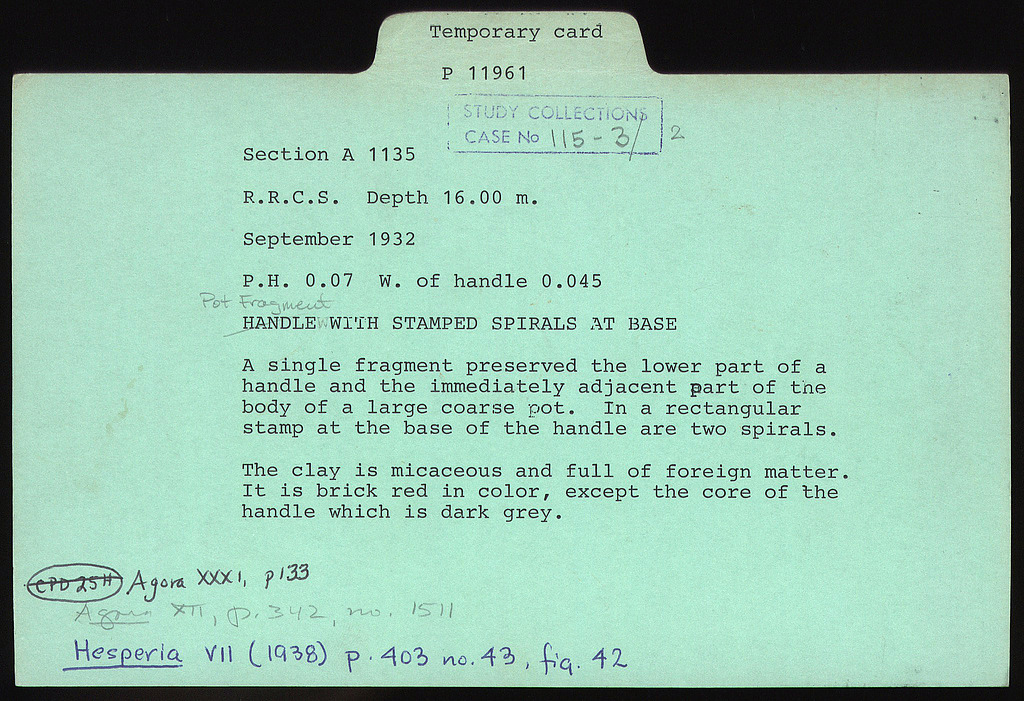 Temporary card
P 11961
STUDY COLLECTIONS
CASE No 115-3/2
Section A 1135
R.R.C.S. Depth 16.00 m.
September 1932
P.H. 0.07 W. of handle 0.045
Pot Fragment
HANDLE WITH STAMPED SPIRALS AT BASE
A single fragment preserved the lower part of a
handle and the immediately adjacent part of the
body of a large coarse pot. In a rectangular
stamp at the base of the handle are two spirals.
The clay is micaceous and full of foreign matter.
It is brick red in color, except the core of the
handle which is dark grey.
CPD 25H Agora XXXI, p133
Agora XII, p. 342, no. 1511
Hesperia VII (1938) p. 403 no. 43, fig. 42